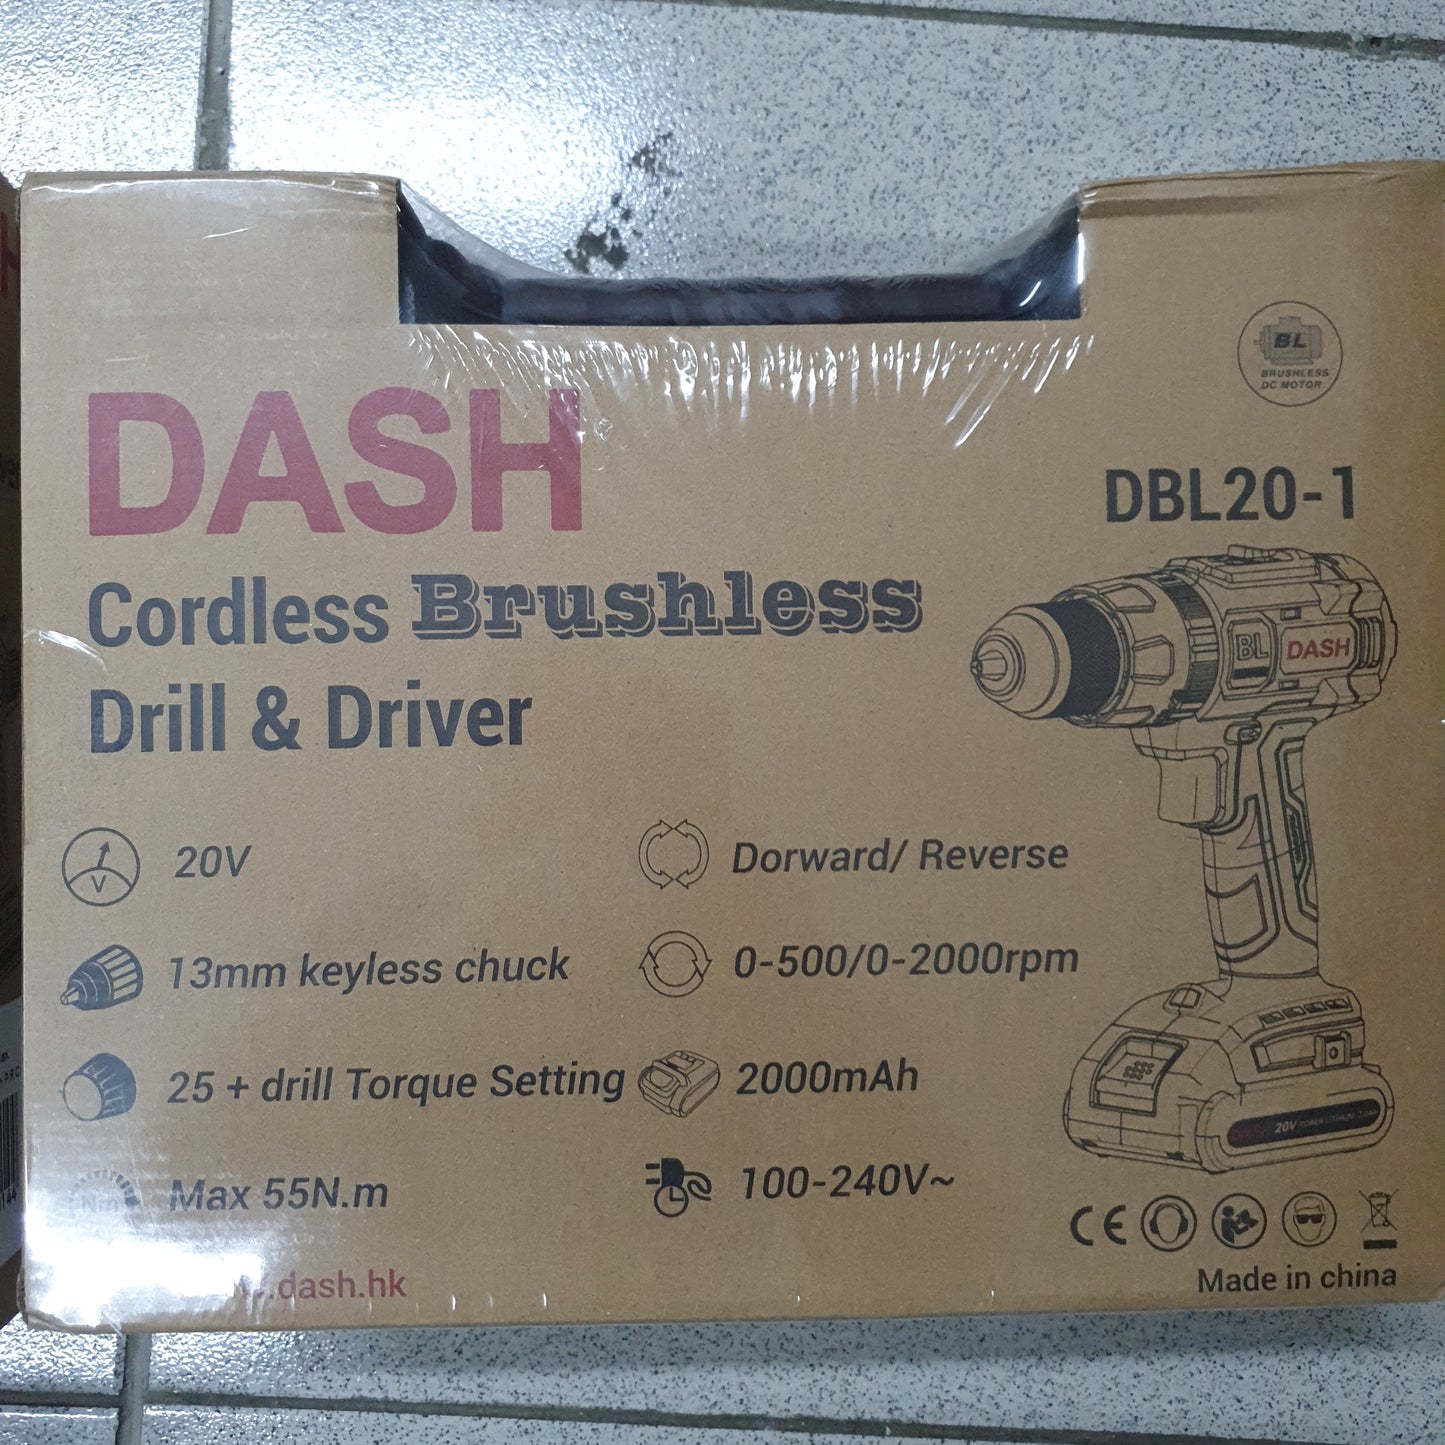 BL
BRUSHLESS
DC MOTOR
DASH
DBL20-1
Cordless Brushless
Drill & Driver
BL DASH
20V
Dorward/ Reverse
13mm keyless chuck
0-500/0-2000rpm
25 + drill Torque Setting
2000mAh
20V
Nm
Max 55N.m
100-240V~
CE
.dash.hk
Made in china